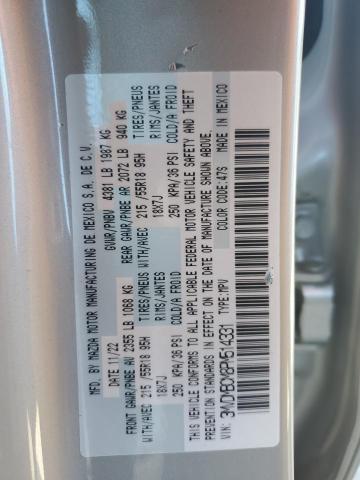 MFD. BY MAZDA MOTOR MANUFACTURING DE MEXICO S.A. DE C.V.
DATE: 11/22 GVWR/PNBV 4381 LB 1987 KG
FRONT GAWR/PNBE AV 2355 LB 1068 KG REAR GAWR/PNBE AR 2072 LB 940 KG
WITH/AVEC 215 /55R18 95H TIRES/PNEUS WITH/AVEC 215 /55R18 95H TIRES/PNEUS
18X7J RIMS/JANTES 18X7J RIMS/JANTES
250 KPA/36 PSI COLD/A FROID 250 KPA/36 PSI COLD/A FROID
THIS VEHICLE CONFORMS TO ALL APPLICABLE FEDERAL MOTOR VEHICLE SAFETY AND THEFT
PREVENTION STANDARDS IN EFFECT ON THE DATE OF MANUFACTURE SHOWN ABOVE.
VIN: TYPE: MPV COLOR CODE: 47S MADE IN MEXICO